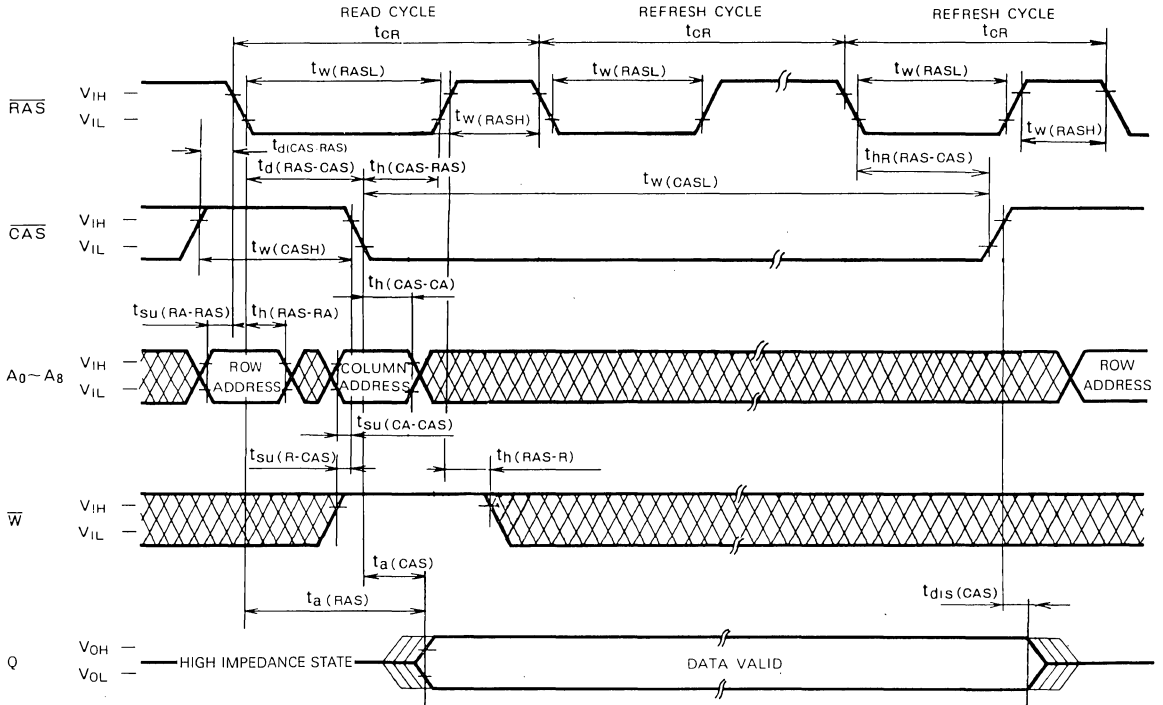 READ CYCLE
REFRESH CYCLE
REFRESH CYCLE
tCR
tCR
tCR
tW(RASL)
tW(RASL)
tW(RASL)
RAS
VIH
VIL
tW(RASH)
tW(RASH)
td(CAS-RAS)
td(RAS-CAS)
th(CAS-RAS)
thR(RAS-CAS)
tW(CASL)
CAS
VIH
VIL
tW(CASH)
th(CAS-CA)
tsu(RA-RAS)
th(RAS-RA)
A0~A8
VIH
VIL
ROW
ADDRESS
COLUMN
ADDRESS
ROW
ADDRESS
tsu(CA-CAS)
tsu(R-CAS)
th(RAS-R)
W
VIH
VIL
ta(CAS)
ta(RAS)
tDIS(CAS)
Q
VOH
VOL
HIGH IMPEDANCE STATE
DATA VALID